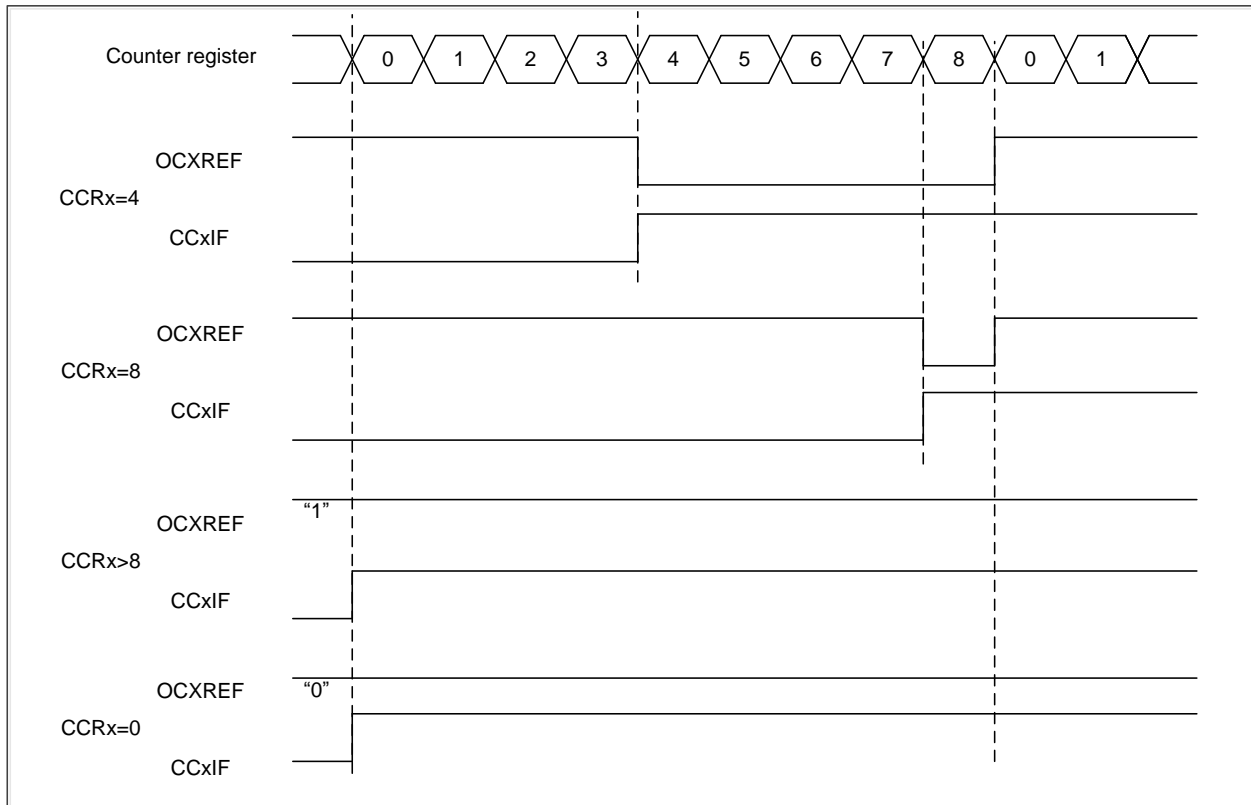 Counter register 0 1 2 3 4 5 6 7 8 0 1
OCXREF
CCRx=4
CCxIF
OCXREF
CCRx=8
CCxIF
“1”
OCXREF
CCRx>8
CCxIF
OCXREF “0”
CCRx=0
CCxIF